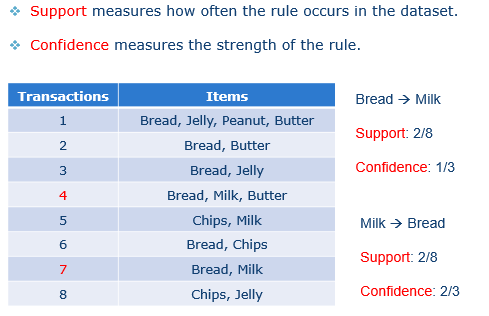 ❖ Support measures how often the rule occurs in the dataset.
❖ Confidence measures the strength of the rule.
Transactions Items
1 Bread, Jelly, Peanut, Butter
2 Bread, Butter
3 Bread, Jelly
4 Bread, Milk, Butter
5 Chips, Milk
6 Bread, Chips
7 Bread, Milk
8 Chips, Jelly
Bread → Milk
Support: 2/8
Confidence: 1/3
Milk → Bread
Support: 2/8
Confidence: 2/3